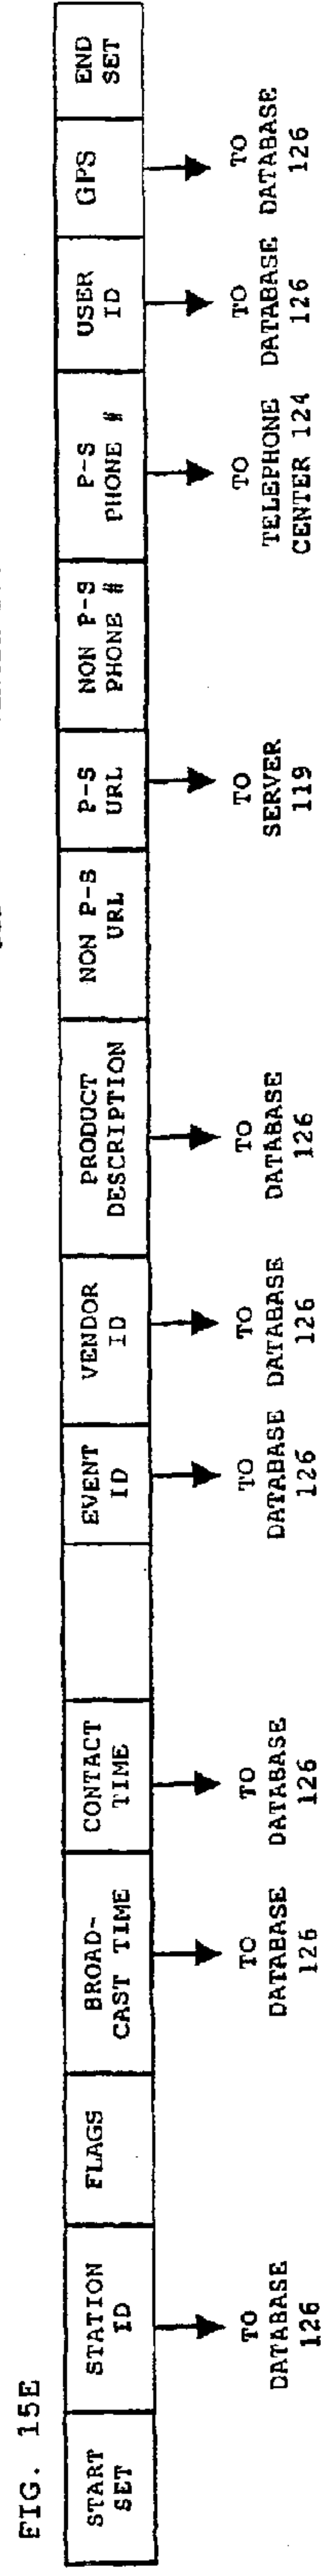 FIG. 15E
START
SET
STATION
ID
FLAGS
BROAD-
CAST TIME
CONTACT
TIME
EVENT
ID
VENDOR
ID
PRODUCT
DESCRIPTION
NON P-S
URL
P-S
URL
NON P-S
PHONE #
P-S
PHONE #
USER
ID
GPS
END
SET
TO
DATABASE
126
TO
DATABASE
126
TO
DATABASE
126
TO
DATABASE
126
TO
DATABASE
126
TO
DATABASE
126
TO
SERVER
119
TO
TELEPHONE
CENTER 124
TO
DATABASE
126
TO
DATABASE
126